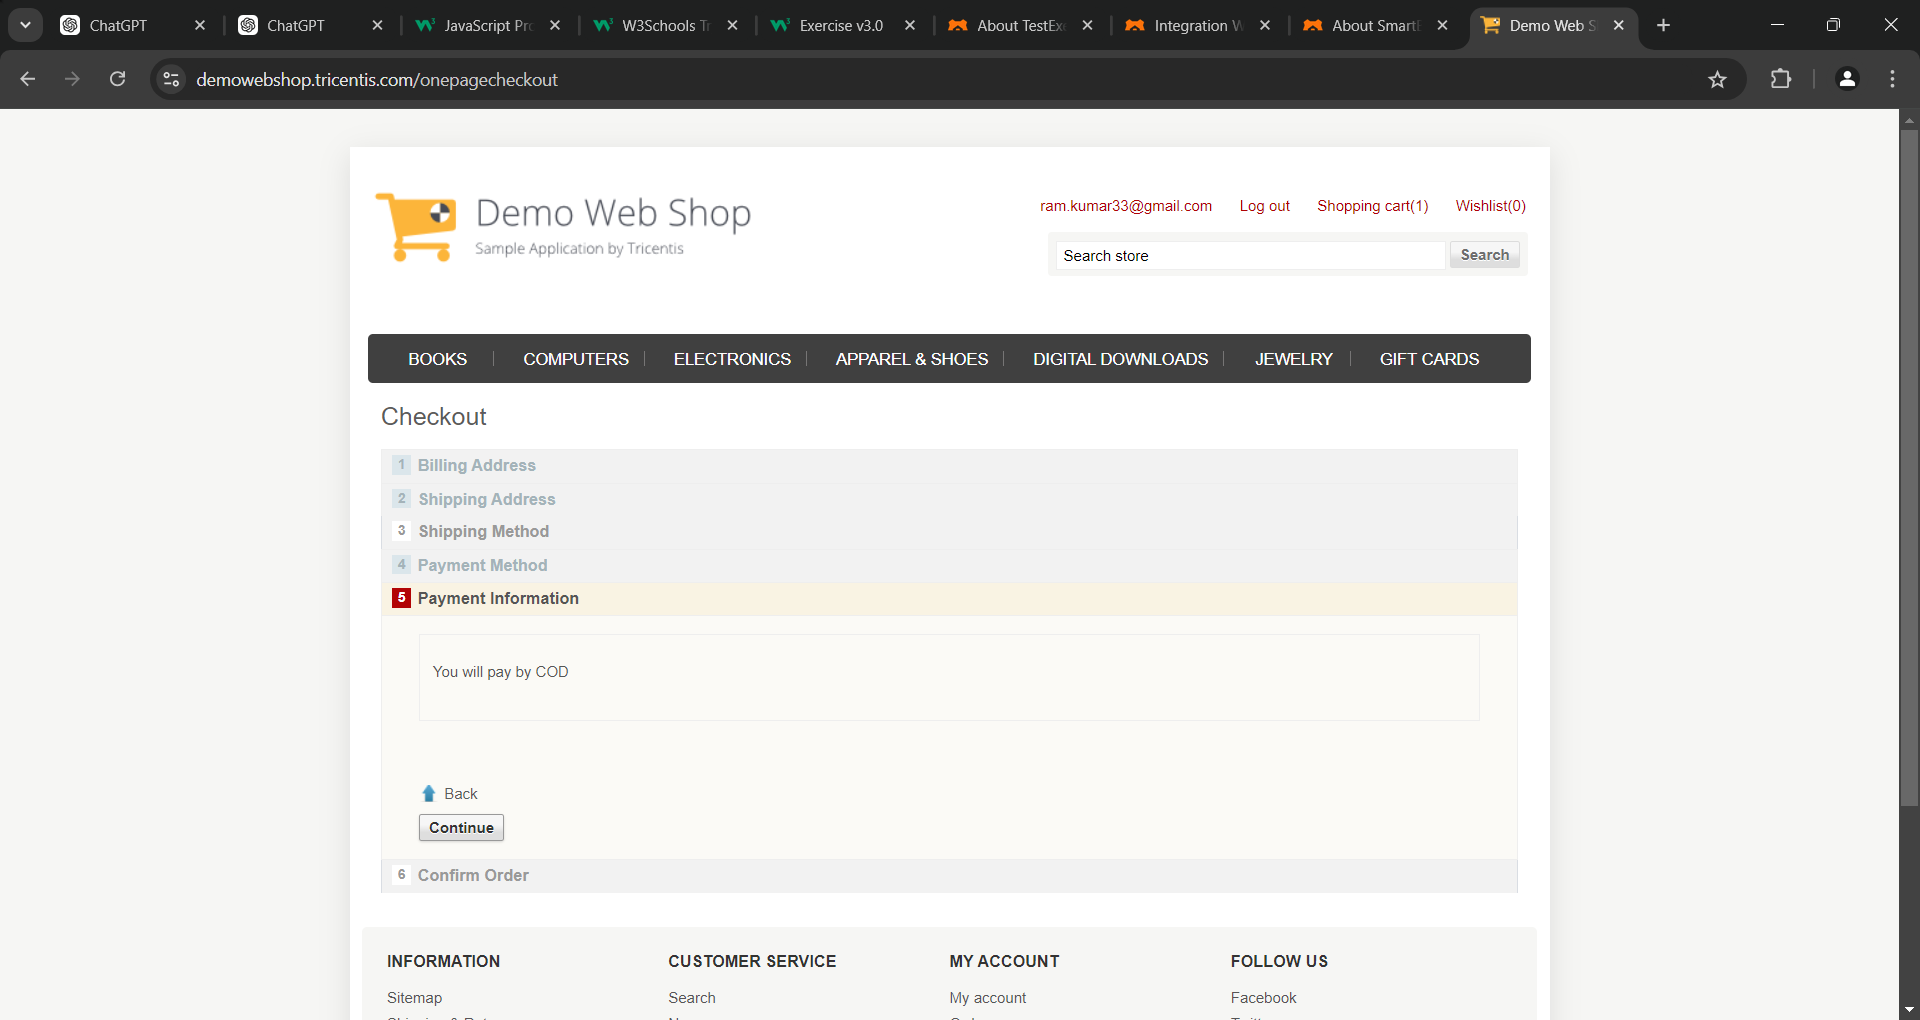 ChatGPT
ChatGPT
JavaScript Pr
W3Schools Tr
Exercise v3.0
About TestEx
Integration W
About Smart
Demo Web S
demowebshop.tricentis.com/onepagecheckout
Demo Web Shop
Sample Application by Tricentis
ram.kumar33@gmail.com Log out Shopping cart(1) Wishlist(0)
Search store Search
BOOKS COMPUTERS ELECTRONICS APPAREL & SHOES DIGITAL DOWNLOADS JEWELRY GIFT CARDS
Checkout
1 Billing Address
2 Shipping Address
3 Shipping Method
4 Payment Method
5 Payment Information
You will pay by COD
Back
Continue
6 Confirm Order
INFORMATION CUSTOMER SERVICE MY ACCOUNT FOLLOW US
Sitemap Search My account Facebook